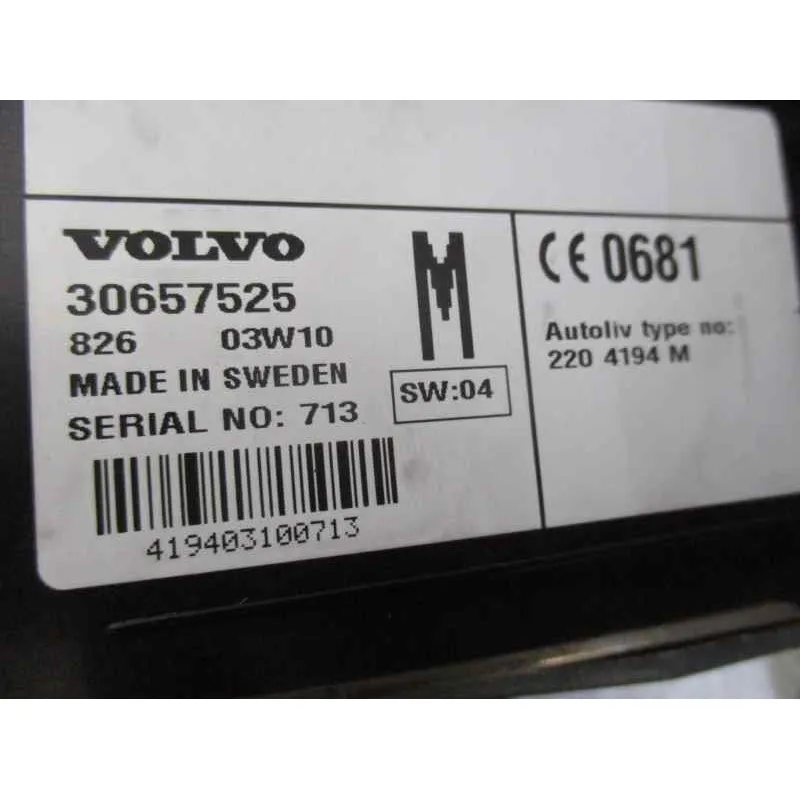 VOLVO
30657525
826 03W10
MADE IN SWEDEN
SERIAL NO: 713
419403100713
M
SW:04
CE 0681
Autoliv type no:
220 4194 M